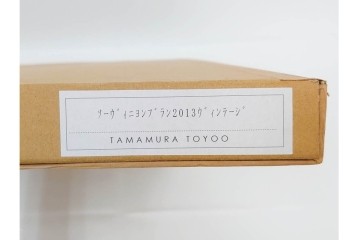 ｿｰｳﾞｨﾆﾖﾝﾌﾞﾗﾝ2013ｳﾞｨﾝﾃｰｼﾞ
TAMAMURA TOYOO